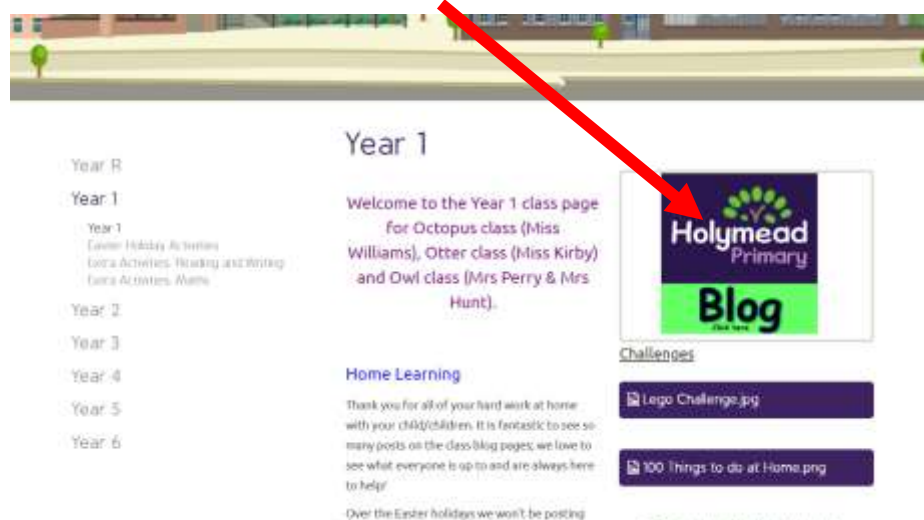 Year R
Year 1
Year 1
Easter Holiday Activities
Extra Activities: Reading and Writing
Extra Activities: Maths
Year 2
Year 3
Year 4
Year 5
Year 6
Year 1
Welcome to the Year 1 class page
for Octopus class (Miss
Williams), Otter class (Miss Kirby)
and Owl class (Mrs Perry & Mrs
Hunt).
Home Learning
Thank you for all of your hard work at home
with your child/children. It is fantastic to see so
many posts on the class blog pages; we love to
see what everyone is up to and are always here
to help!
Over the Easter holidays we won't be posting
Holymead
Primary
Blog
Click here
Challenges
Lego Challenge.jpg
100 Things to do at Home.png